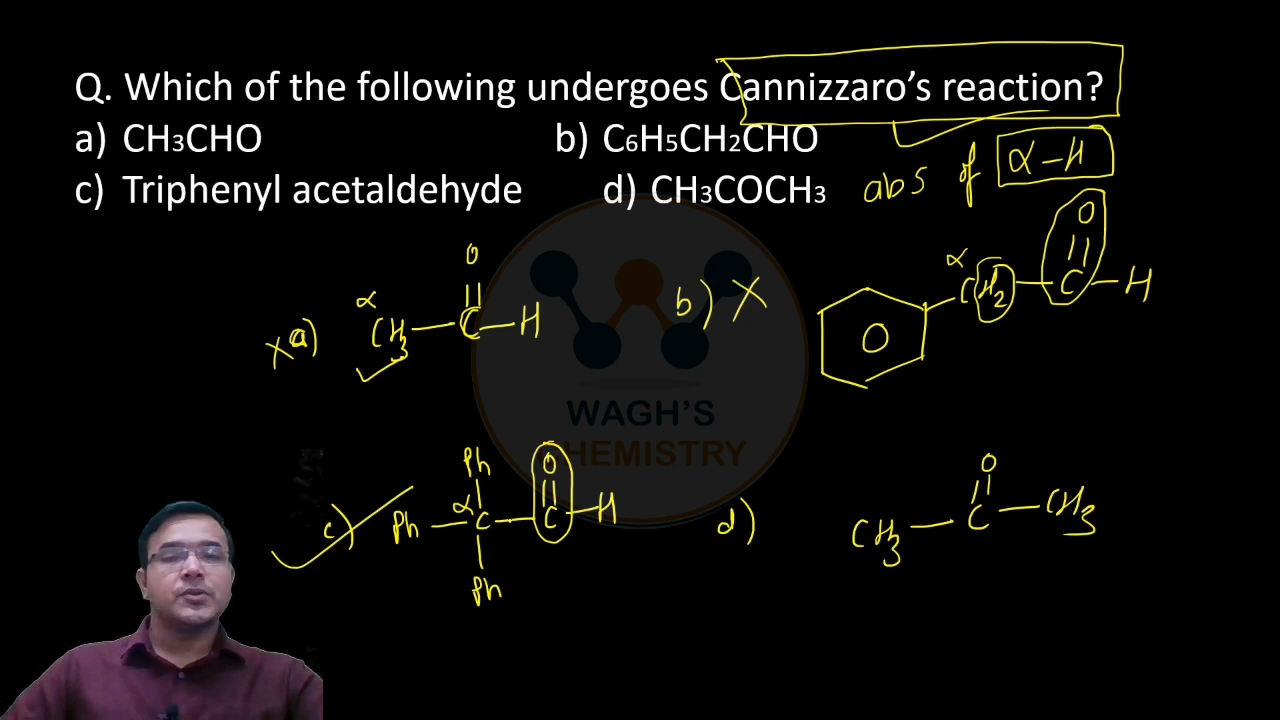 Q. Which of the following undergoes Cannizzaro’s reaction?
a) CH3CHO b) C6H5CH2CHO
c) Triphenyl acetaldehyde d) CH3COCH3
abs of α–H
O
α
CH3 — C — H
x a)
b) X
O
α
CH2 — C — H
WAGH'S
CHEMISTRY
Ph
O
c) Ph — α C — C — H
Ph
d)
O
CH3 — C — CH3